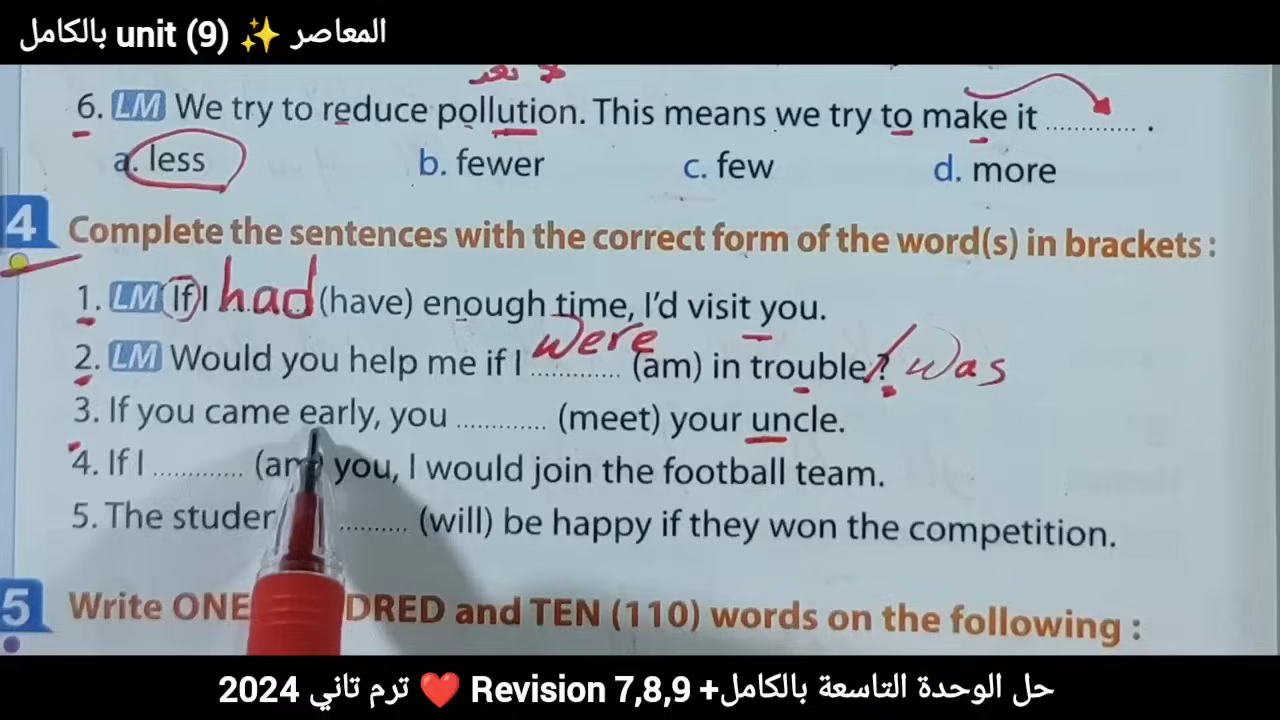 المعاصر ✨ unit (9) بالكامل
لا نعد
6. LM We try to reduce pollution. This means we try to make it ............ .
a. less b. fewer c. few d. more
4 Complete the sentences with the correct form of the word(s) in brackets :
1. LM If I had (have) enough time, I'd visit you.
2. LM Would you help me if I were (am) in trouble? / was
3. If you came early, you ............ (meet) your uncle.
4. If I ............ (am) you, I would join the football team.
5. The studen ......... (will) be happy if they won the competition.
5 Write ONE DRED and TEN (110) words on the following :
حل الوحدة التاسعة بالكامل+ Revision 7,8,9 ❤️ ترم تاني 2024